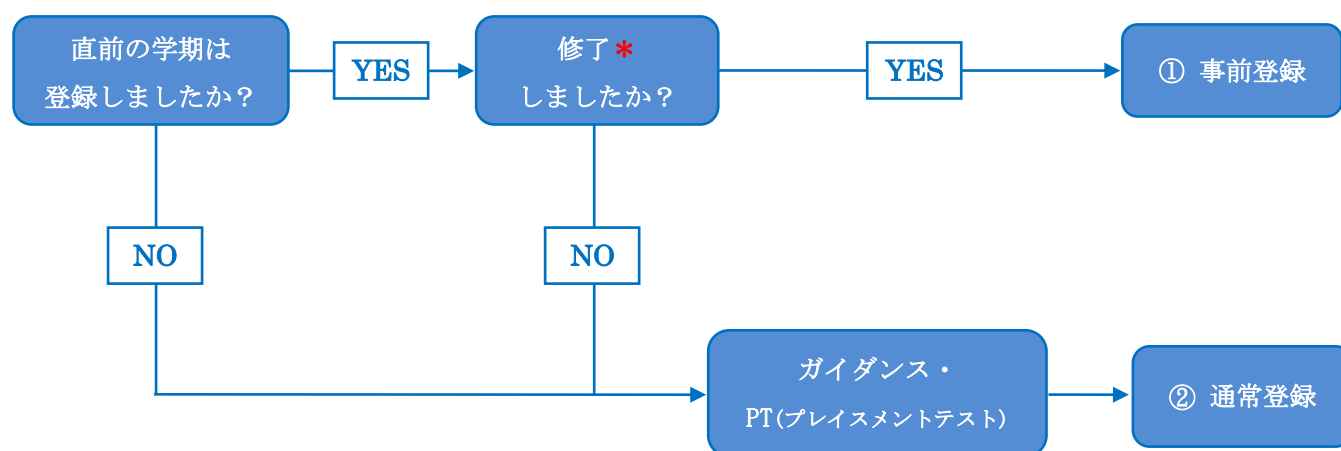 直前の学期は
登録しましたか？
YES
修了*
しましたか？
YES
① 事前登録
NO
NO
ガイダンス・
PT(プレイスメントテスト)
② 通常登録